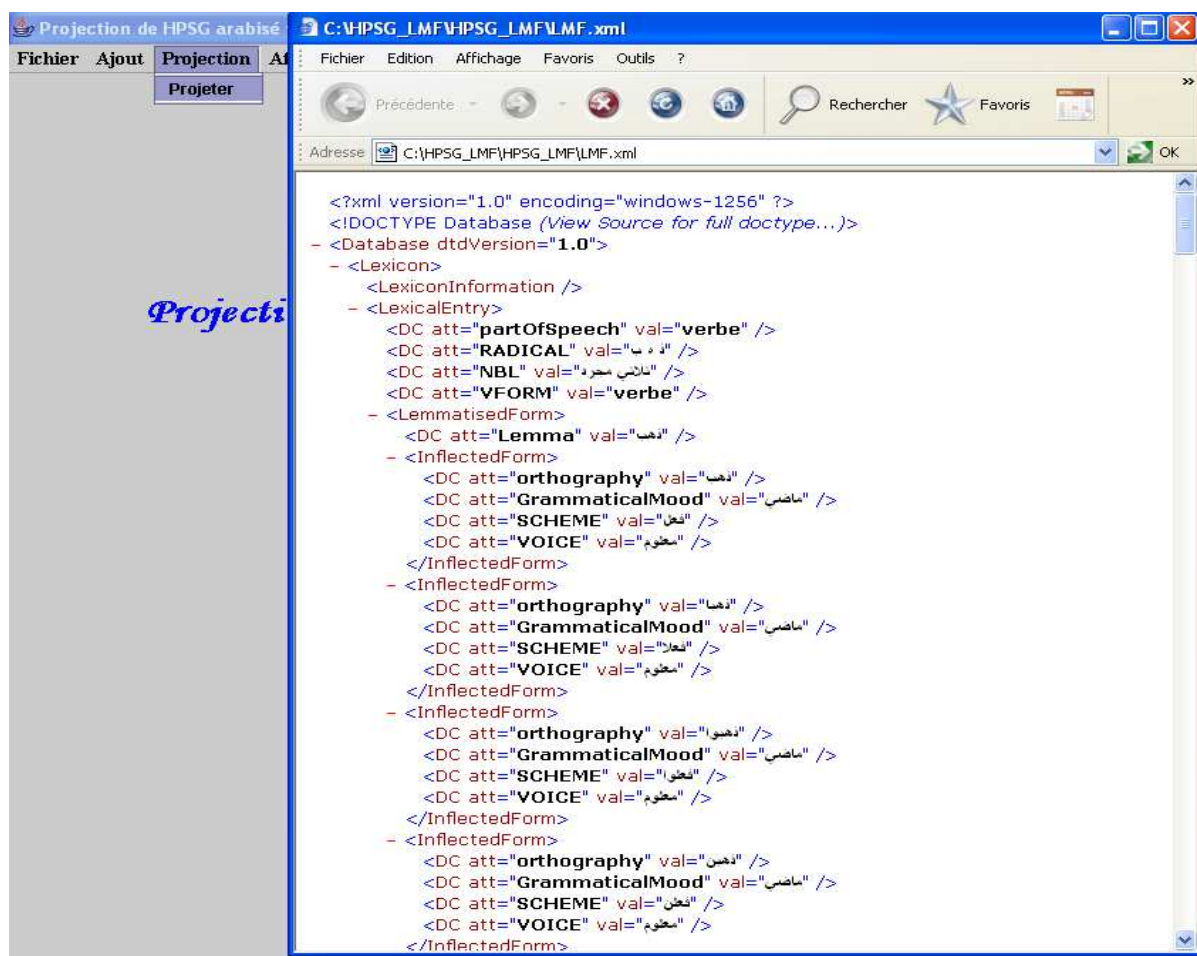 Projection de HPSG arabisé
Fichier Ajout Projection Af
Projeter
Projecti
C:\HPSG_LMF\HPSG_LMF\LMF.xml
Fichier Edition Affichage Favoris Outils ?
Précédente Rechercher Favoris »
Adresse C:\HPSG_LMF\HPSG_LMF\LMF.xml OK
<?xml version="1.0" encoding="windows-1256" ?>
<!DOCTYPE Database (View Source for full doctype...)>
- <Database dtdVersion="1.0">
- <Lexicon>
<LexiconInformation />
- <LexicalEntry>
<DC att="partOfSpeech" val="verbe" />
<DC att="RADICAL" val="ذ ه ب" />
<DC att="NBL" val="ثلاثي مجرد" />
<DC att="VFORM" val="verbe" />
- <LemmatisedForm>
<DC att="Lemma" val="ذهب" />
- <InflectedForm>
<DC att="orthography" val="ذهب" />
<DC att="GrammaticalMood" val="ماضي" />
<DC att="SCHEME" val="فعل" />
<DC att="VOICE" val="معلوم" />
</InflectedForm>
- <InflectedForm>
<DC att="orthography" val="ذهبا" />
<DC att="GrammaticalMood" val="ماضي" />
<DC att="SCHEME" val="فعلا" />
<DC att="VOICE" val="معلوم" />
</InflectedForm>
- <InflectedForm>
<DC att="orthography" val="ذهبوا" />
<DC att="GrammaticalMood" val="ماضي" />
<DC att="SCHEME" val="فعلوا" />
<DC att="VOICE" val="معلوم" />
</InflectedForm>
- <InflectedForm>
<DC att="orthography" val="ذهبن" />
<DC att="GrammaticalMood" val="ماضي" />
<DC att="SCHEME" val="فعلن" />
<DC att="VOICE" val="معلوم" />
</InflectedForm>